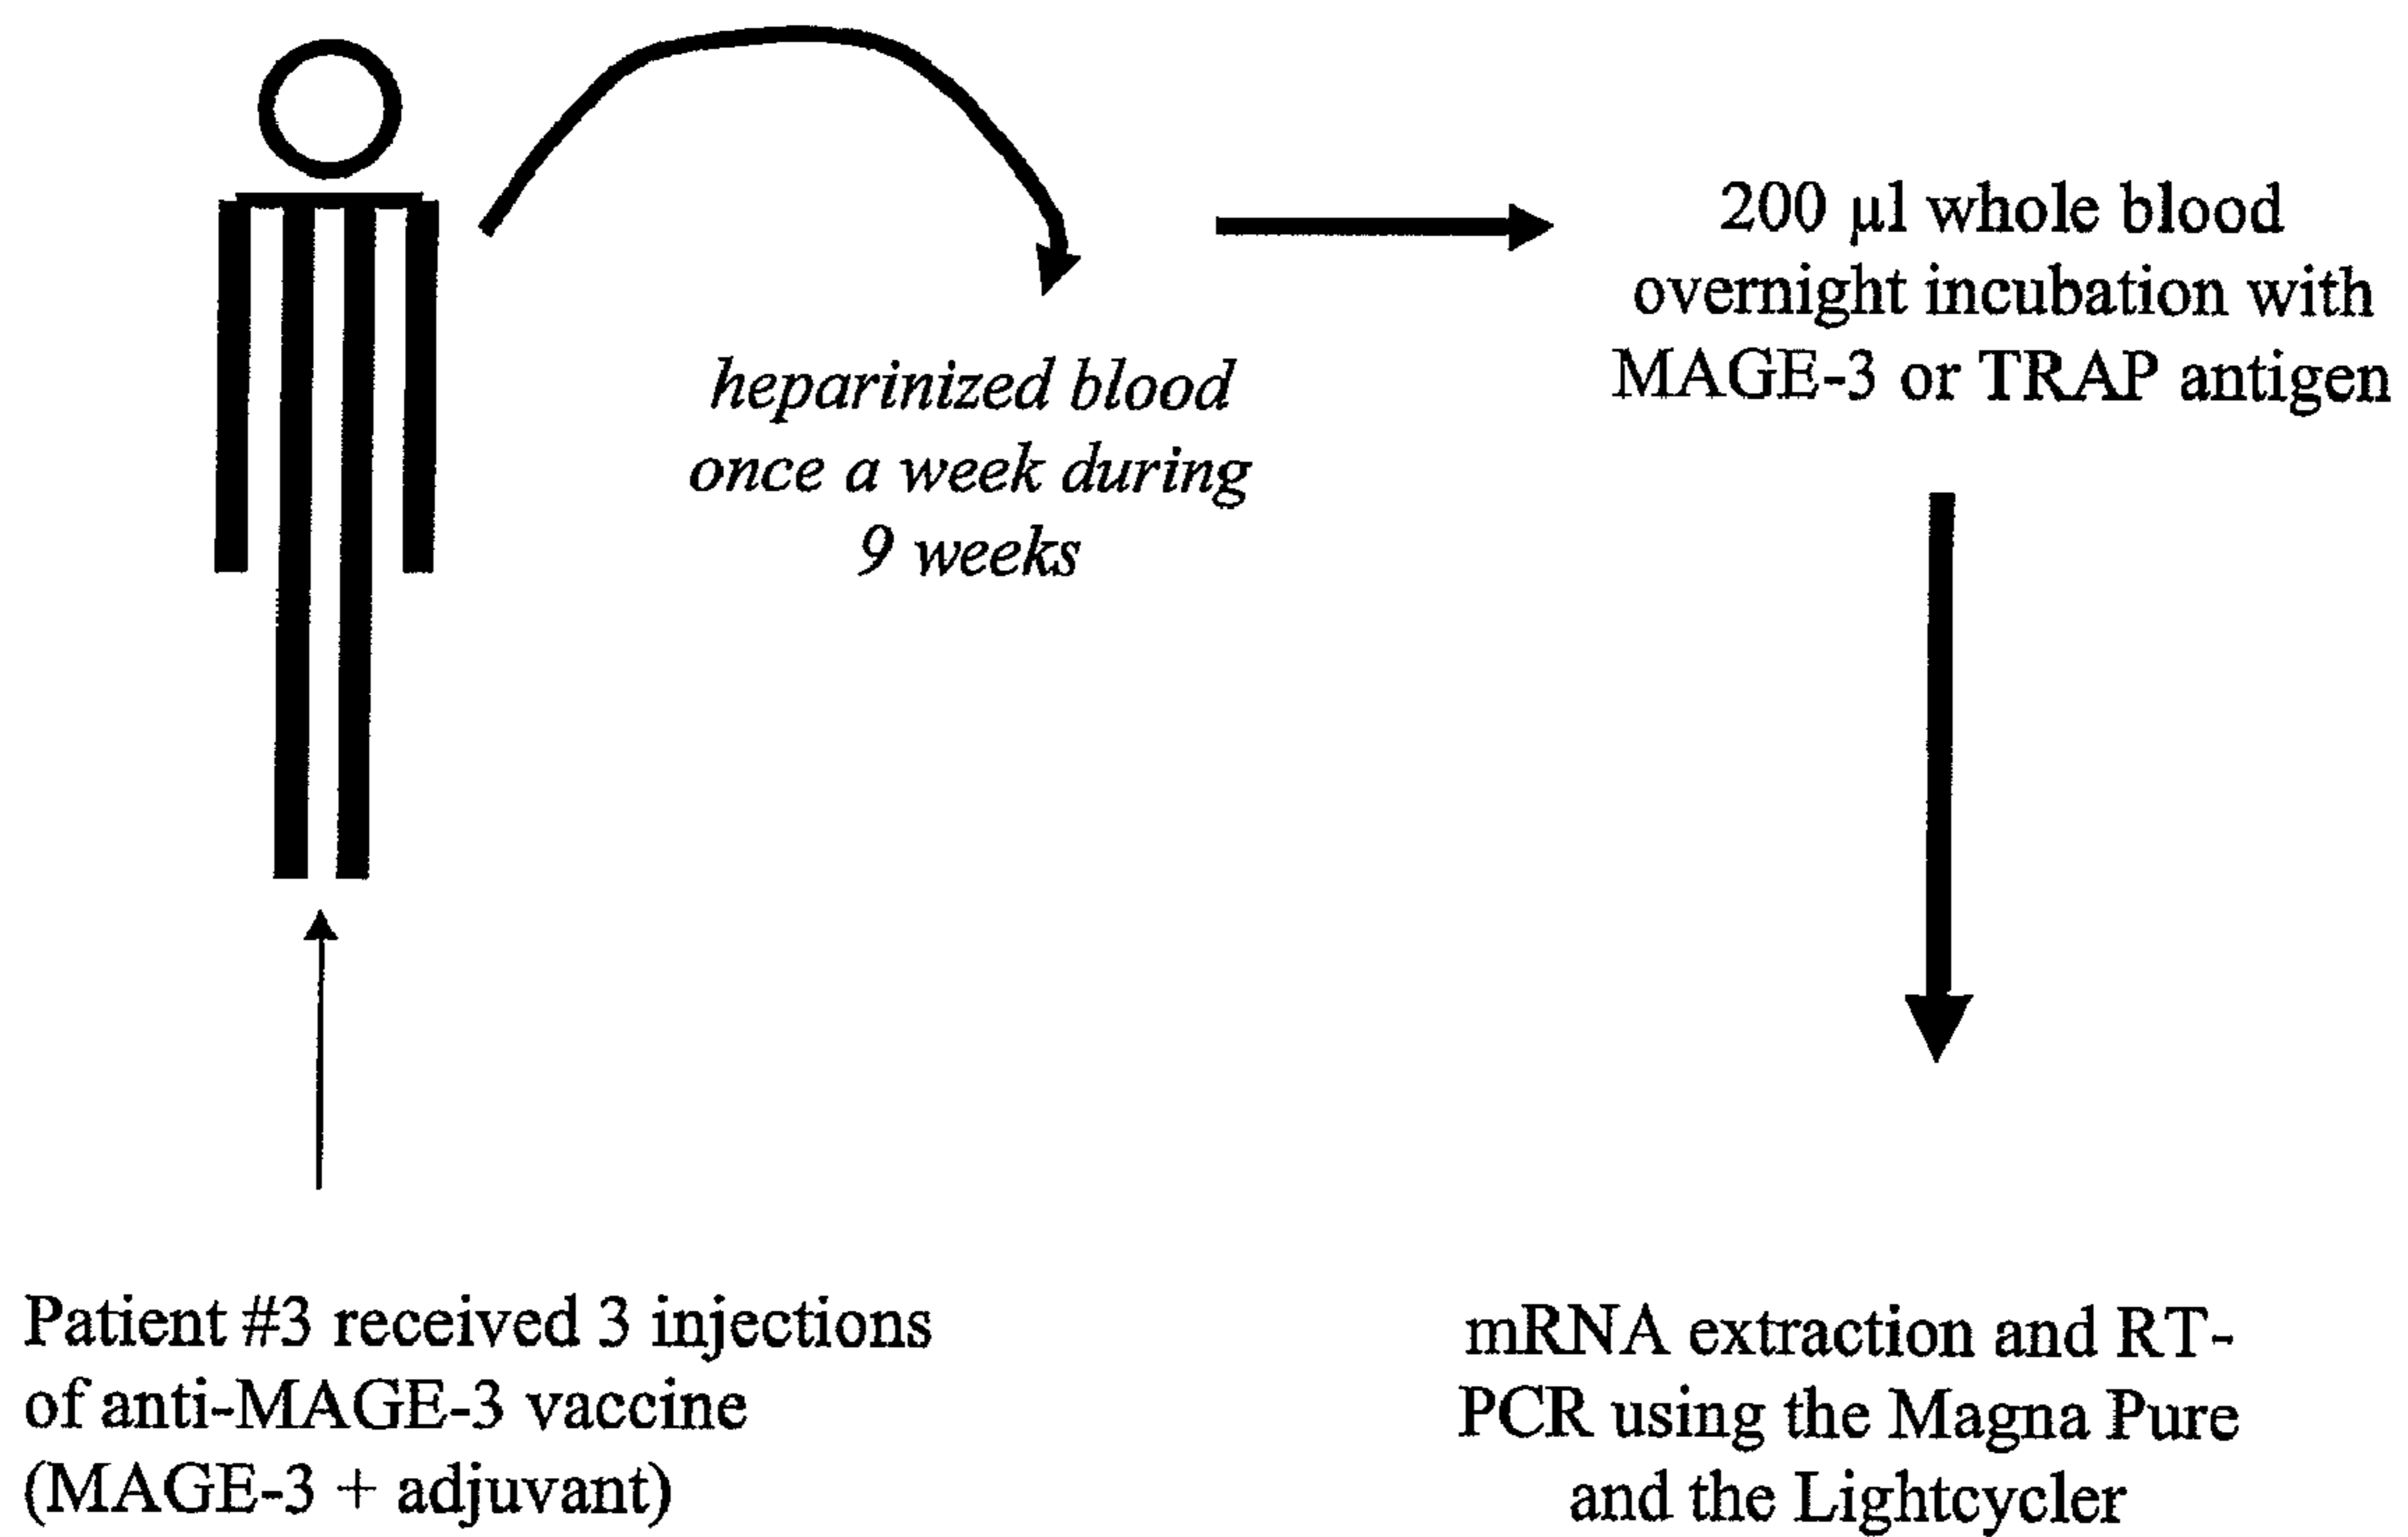 heparinized blood
once a week during
9 weeks
200 µl whole blood
overnight incubation with
MAGE-3 or TRAP antigen
Patient #3 received 3 injections
of anti-MAGE-3 vaccine
(MAGE-3 + adjuvant)
mRNA extraction and RT-
PCR using the Magna Pure
and the Lightcycler